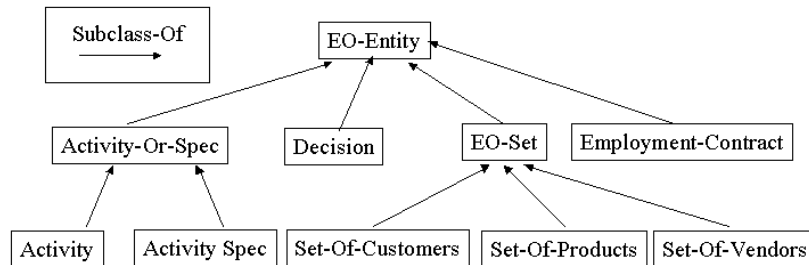 Subclass-Of
EO-Entity
Activity-Or-Spec
Decision
EO-Set
Employment-Contract
Activity
Activity Spec
Set-Of-Customers
Set-Of-Products
Set-Of-Vendors